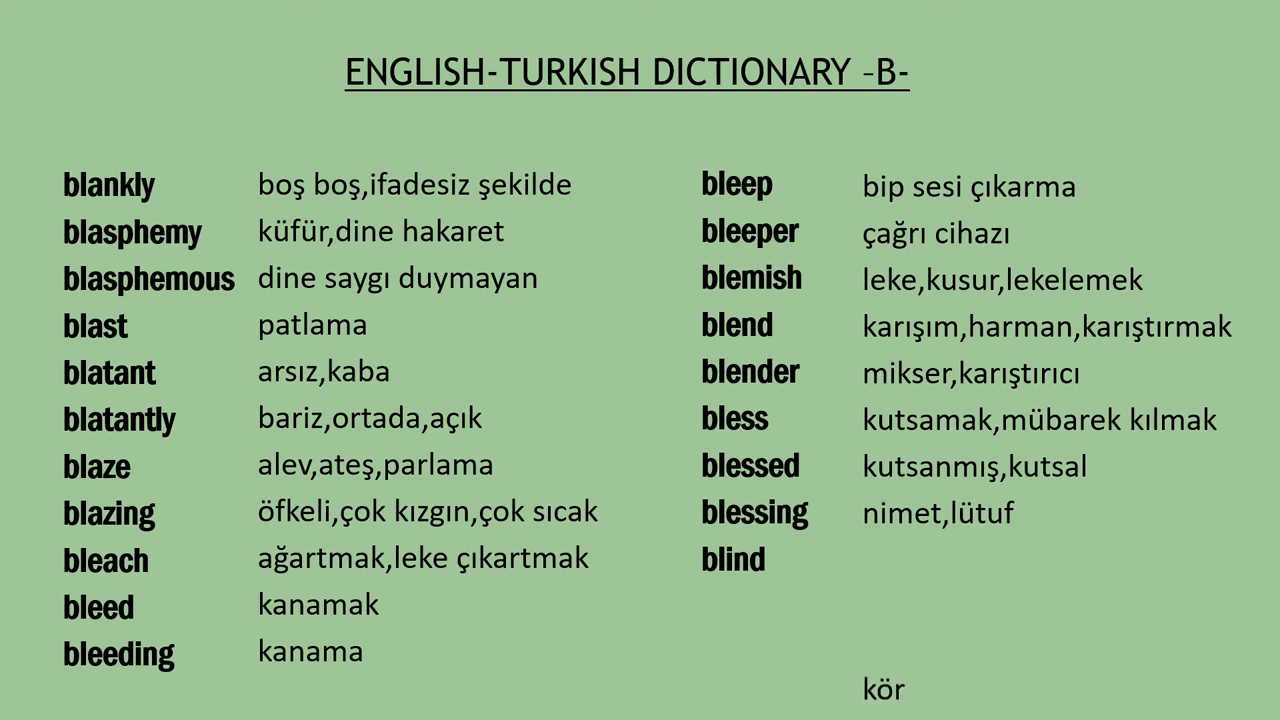 ENGLISH-TURKISH DICTIONARY –B-
blankly boş boş,ifadesiz şekilde
blasphemy küfür,dine hakaret
blasphemous dine saygı duymayan
blast patlama
blatant arsız,kaba
blatantly bariz,ortada,açık
blaze alev,ateş,parlama
blazing öfkeli,çok kızgın,çok sıcak
bleach ağartmak,leke çıkartmak
bleed kanamak
bleeding kanama
bleep bip sesi çıkarma
bleeper çağrı cihazı
blemish leke,kusur,lekelemek
blend karışım,harman,karıştırmak
blender mikser,karıştırıcı
bless kutsamak,mübarek kılmak
blessed kutsanmış,kutsal
blessing nimet,lütuf
blind
kör